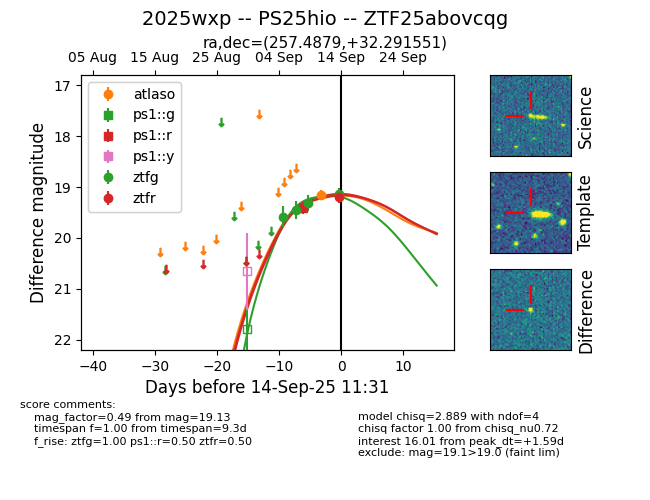 2025wxp -- PS25hio -- ZTF25abovcqg
ra,dec=(257.4879,+32.291551)
05 Aug 15 Aug 25 Aug 04 Sep 14 Sep 24 Sep
17
18
19
20
21
22
Difference magnitude
atlaso
ps1::g
ps1::r
ps1::y
ztfg
ztfr
−40 −30 −20 −10 0 10
Days before 14-Sep-25 11:31
Science
Template
Difference
score comments:
mag_factor=0.49 from mag=19.13
timespan f=1.00 from timespan=9.3d
f_rise: ztfg=1.00 ps1::r=0.50 ztfr=0.50
model chisq=2.889 with ndof=4
chisq factor 1.00 from chisq_nu0.72
interest 16.01 from peak_dt=+1.59d
exclude: mag=19.1>19.0 (faint lim)